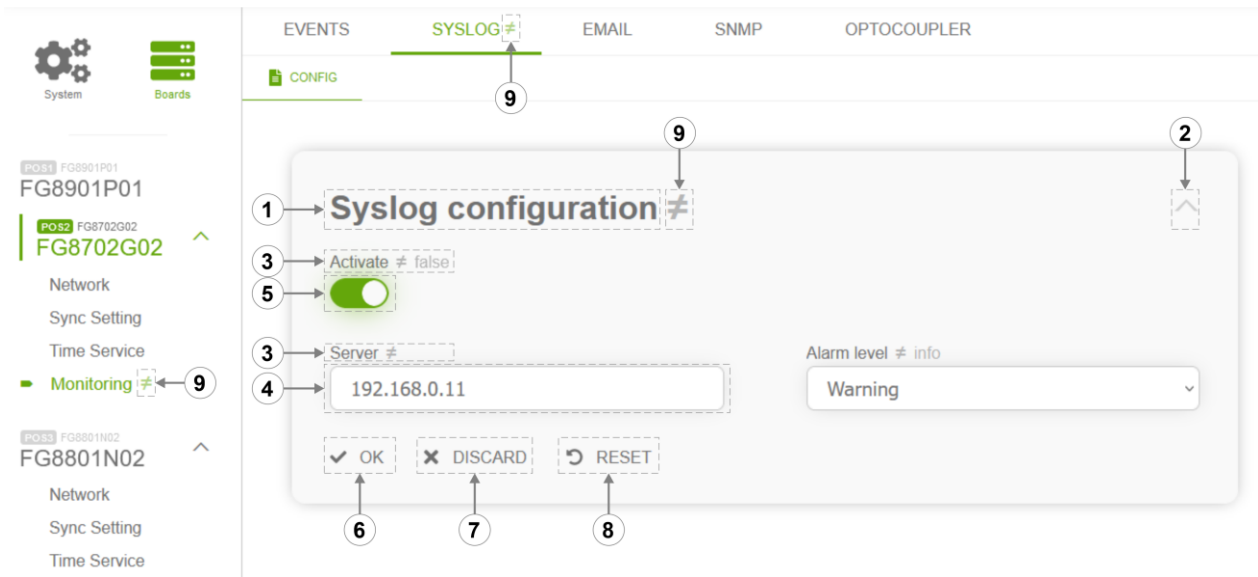 EVENTS SYSLOG ≠ EMAIL SNMP OPTOCOUPLER
System Boards
CONFIG
9
9 2
POS1 FG8901P01
FG8901P01
1 Syslog configuration ≠
POS2 FG8702G02
FG8702G02
3 Activate ≠ false
Network
5
Sync Setting
Time Service
3 Server ≠ Alarm level ≠ info
Monitoring ≠ 9
4 192.168.0.11 Warning
POS3 FG8801N02
FG8801N02
OK DISCARD RESET
Network
6 7 8
Sync Setting
Time Service